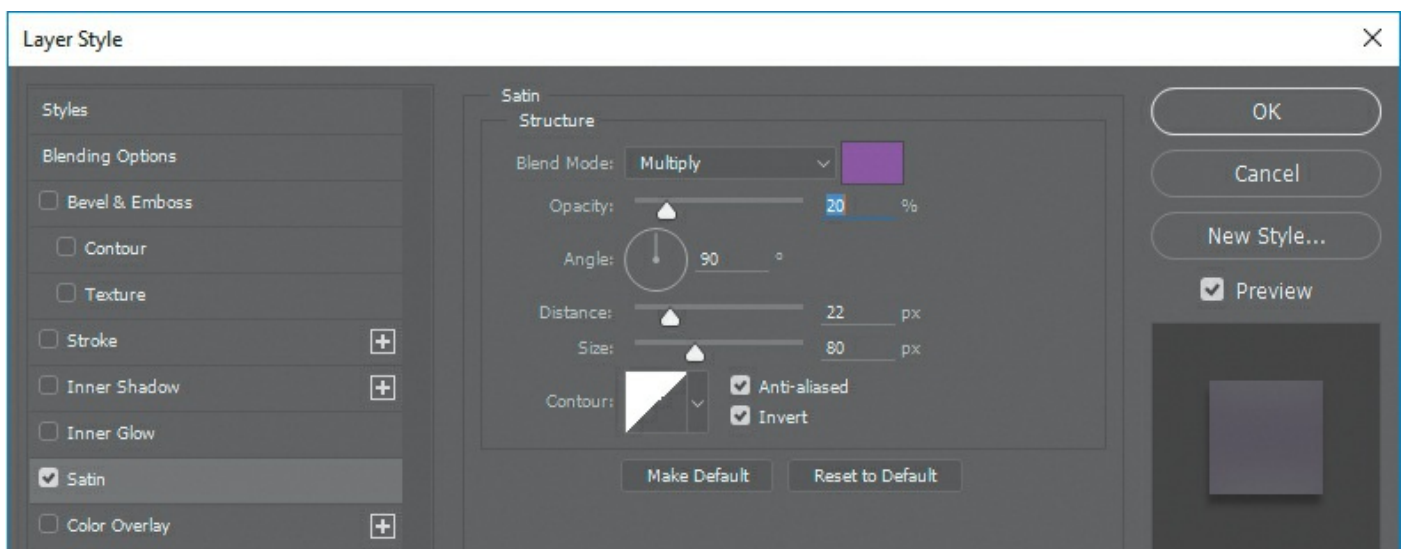 Layer Style
Styles
Blending Options
Bevel & Emboss
Contour
Texture
Stroke
Inner Shadow
Inner Glow
Satin
Color Overlay
Satin
Structure
Blend Mode: Multiply
Opacity: 20 %
Angle: 90 °
Distance: 22 px
Size: 80 px
Contour:
Anti-aliased
Invert
Make Default Reset to Default
OK
Cancel
New Style...
Preview